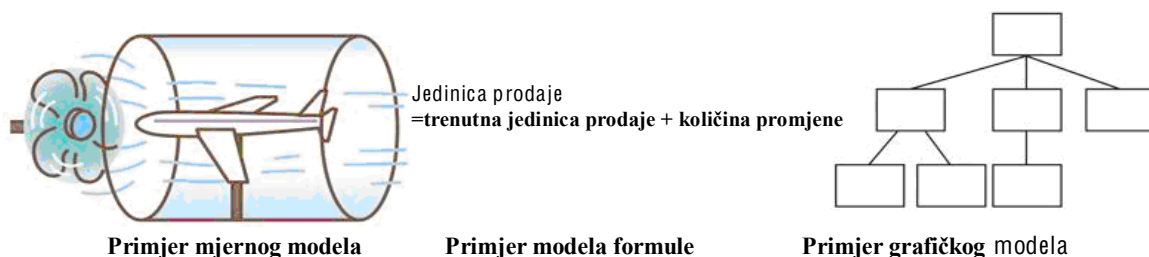 Jedinica prodaje
=trenutna jedinica prodaje + količina promjene
Primjer mjernog modela
Primjer modela formule
Primjer grafičkog modela